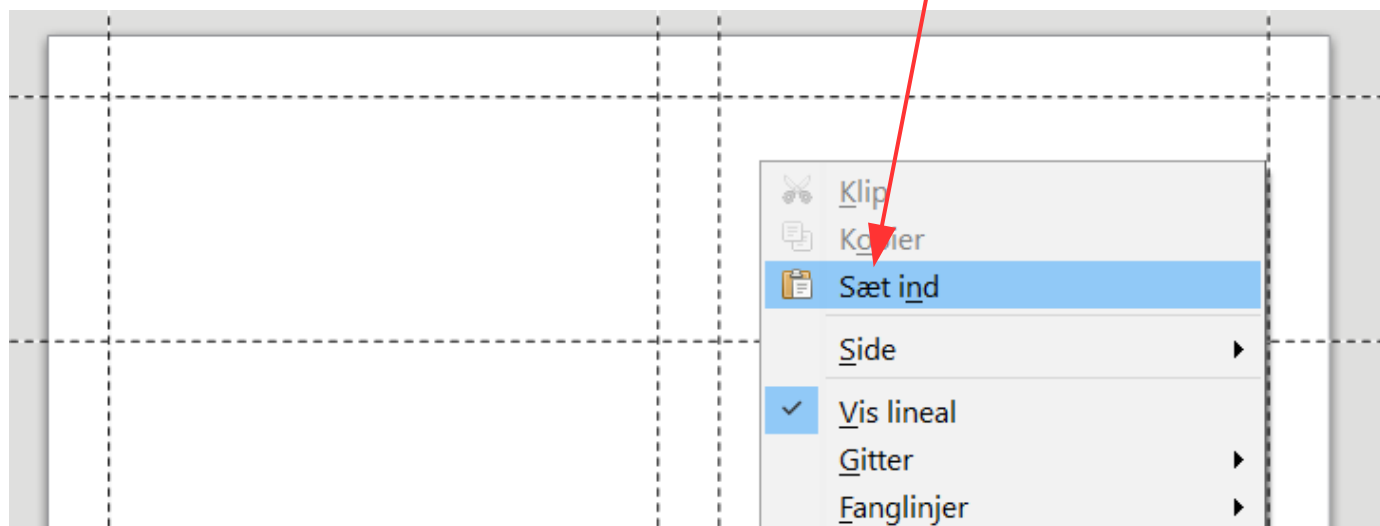 Klip
Kopier
Sæt ind
Side
Vis lineal
Gitter
Fanglinjer